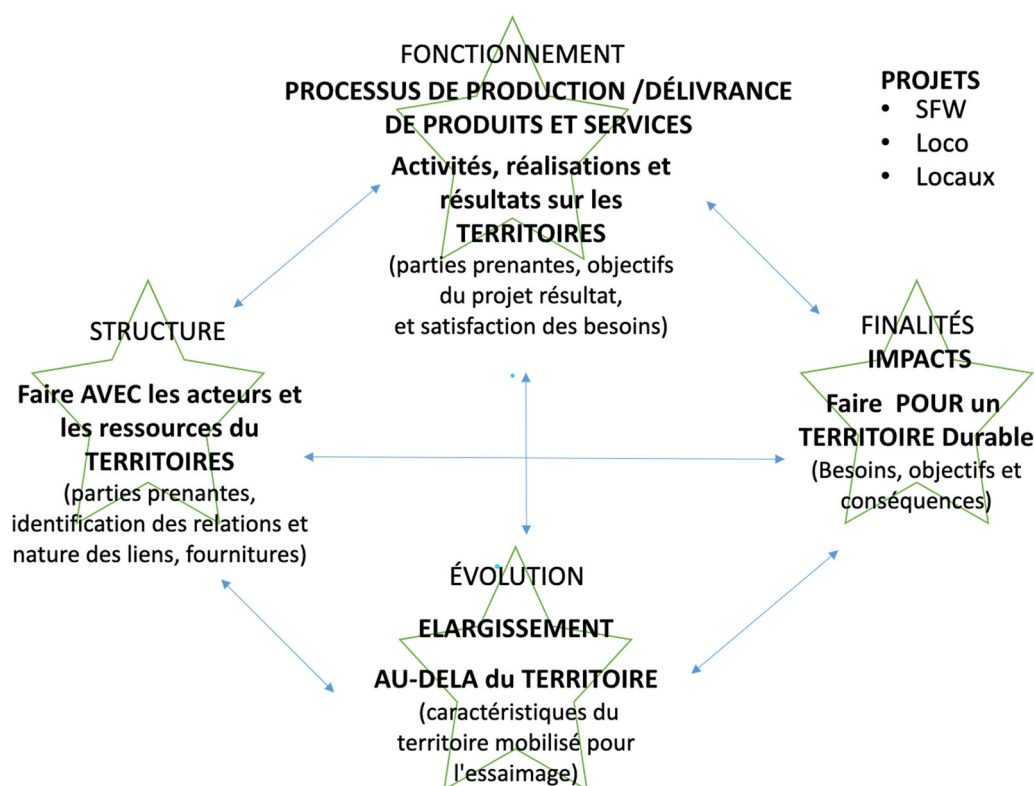 FONCTIONNEMENT
PROCESSUS DE PRODUCTION /DÉLIVRANCE
DE PRODUITS ET SERVICES
Activités, réalisations et
résultats sur les
TERRITOIRES
(parties prenantes, objectifs
du projet résultat,
et satisfaction des besoins)
PROJETS
• SFW
• Loco
• Locaux
STRUCTURE
Faire AVEC les acteurs et
les ressources du
TERRITOIRES
(parties prenantes,
identification des relations et
nature des liens, fournitures)
FINALITÉS
IMPACTS
Faire POUR un
TERRITOIRE Durable
(Besoins, objectifs et
conséquences)
ÉVOLUTION
ELARGISSEMENT
AU-DELA du TERRITOIRE
(caractéristiques du
territoire mobilisé pour
l'essaimage)